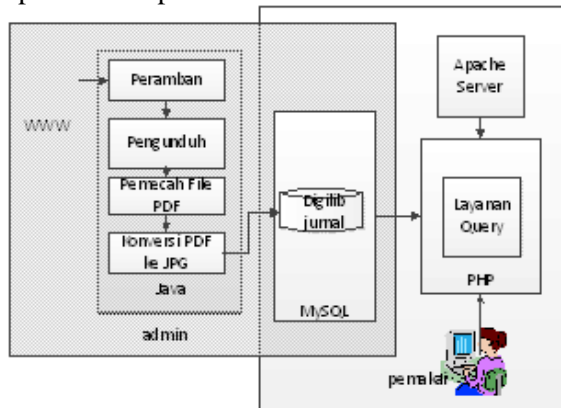 Peramban
WWW
Pengunduh
Pemecah File
PDF
Konversi PDF
ke JPG
Java
admin
Digilib
jurnal
MySQL
Apache
Server
Layanan
Query
PHP
pemakai